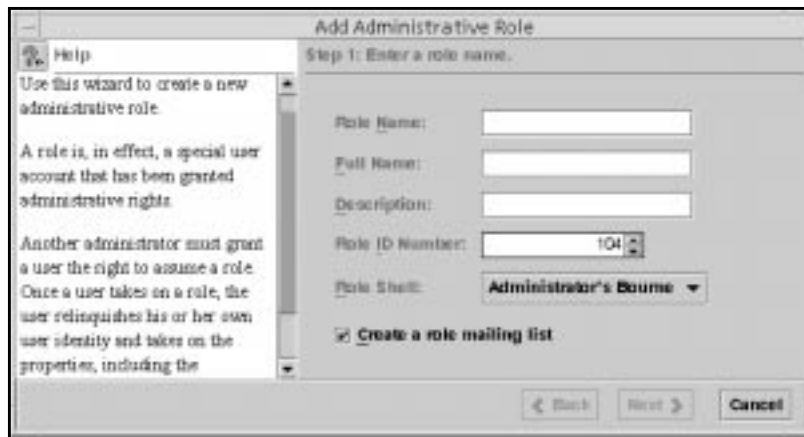 Add Administrative Role
Help
Use this wizard to create a new
administrative role.
A role is, in effect, a special user
account that has been granted
administrative rights.
Another administrator must grant
a user the right to assume a role.
Once a user takes on a role, the
user relinquishes his or her own
user identity and takes on the
properties, including the
Step 1: Enter a role name.
Role Name:
Full Name:
Description:
Role ID Number: 104
Role Shell: Administrator's Bourne
Create a role mailing list
Back Next Cancel